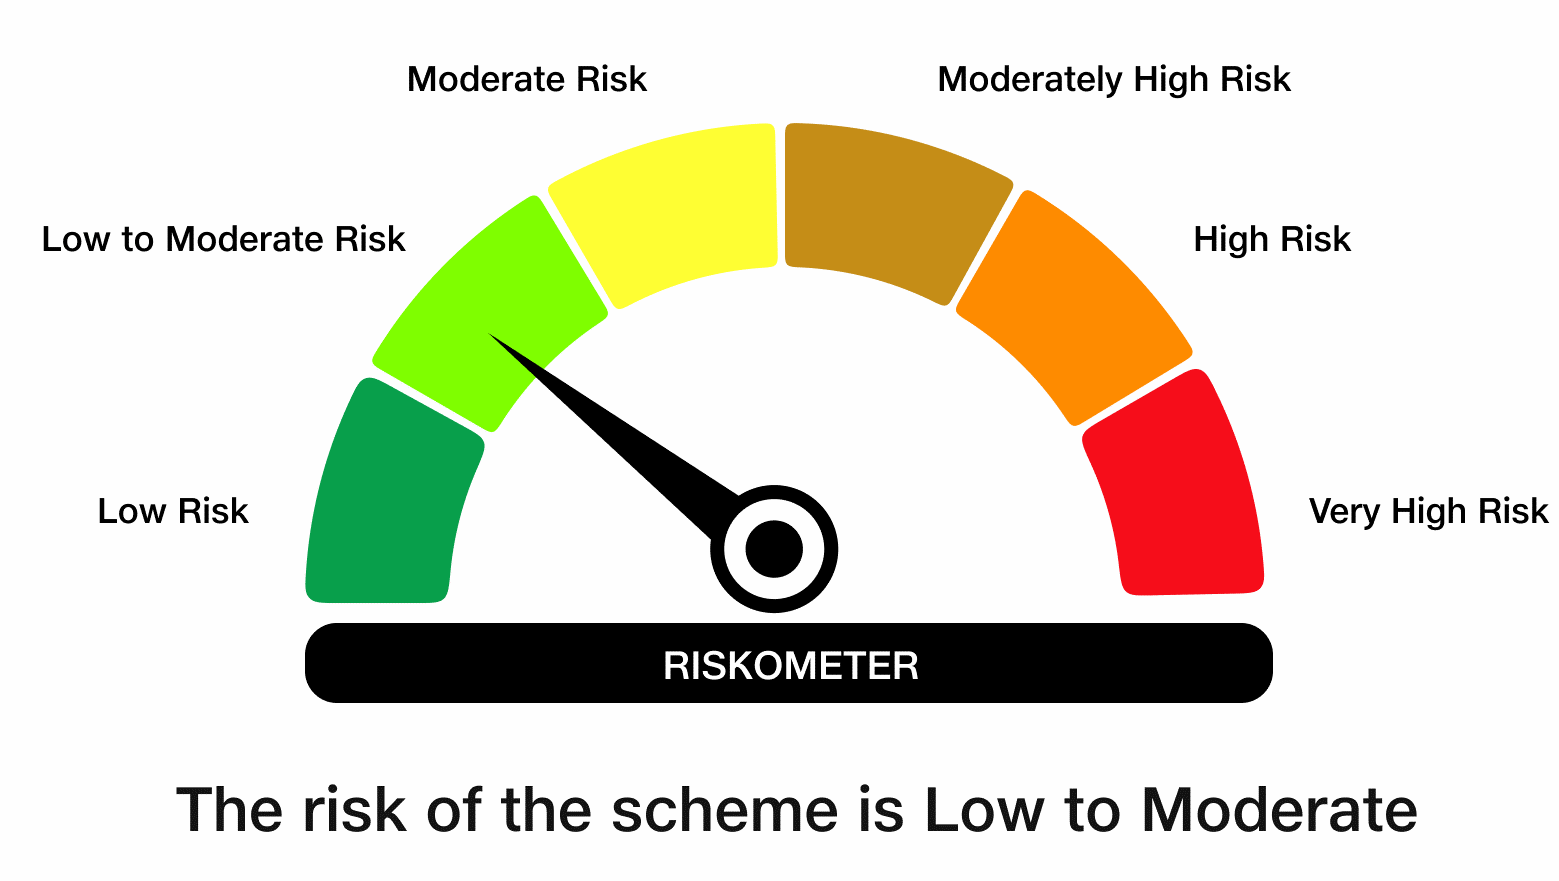 Moderate Risk
Moderately High Risk
Low to Moderate Risk
High Risk
Low Risk
Very High Risk
RISKOMETER
The risk of the scheme is Low to Moderate